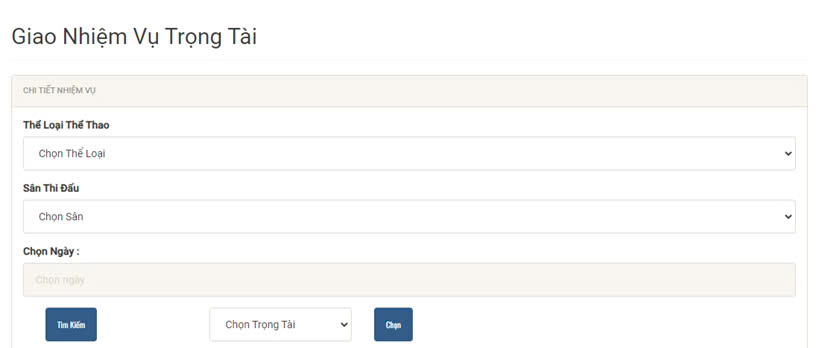 Giao Nhiệm Vụ Trọng Tài
CHI TIẾT NHIỆM VỤ
Thể Loại Thể Thao
Chọn Thể Loại
Sân Thi Đấu
Chọn Sân
Chọn Ngày :
Chọn ngày
Tìm Kiếm Chọn Trọng Tài Chọn